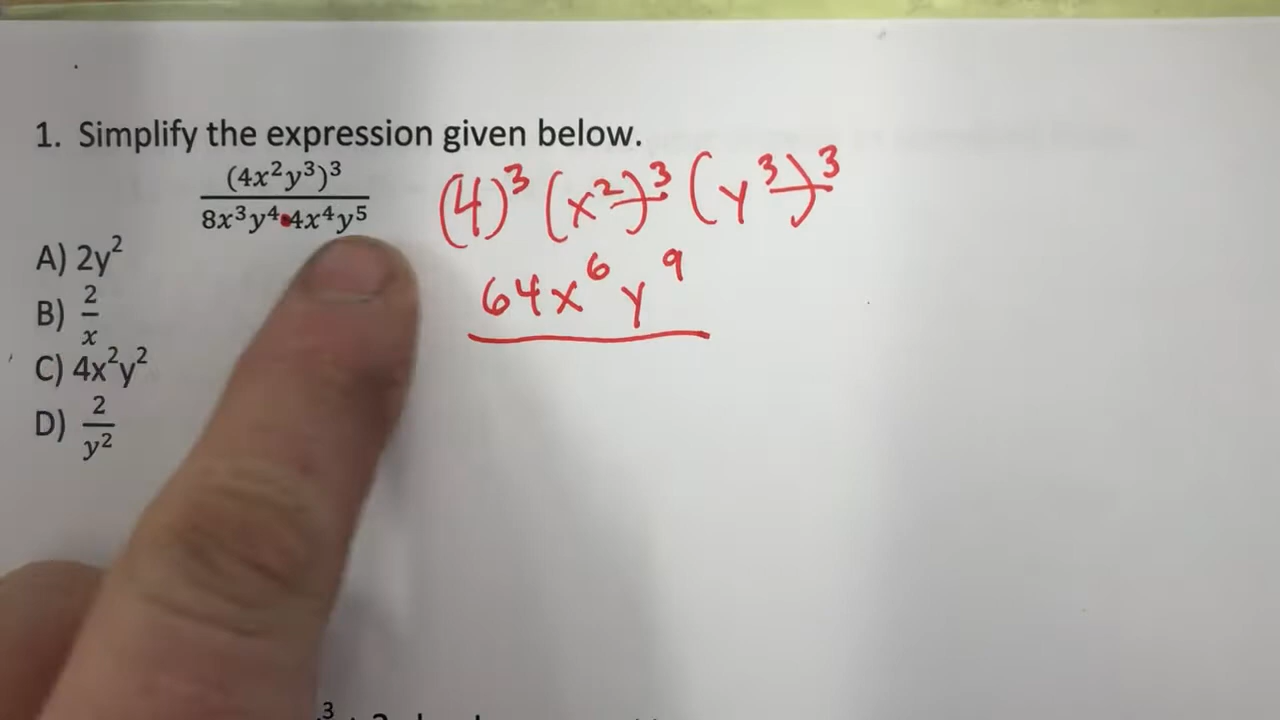 1. Simplify the expression given below.
(4x²y³)³
8x³y⁴•4x⁴y⁵
(4)³ (x²)³ (y³)³
64x⁶y⁹
A) 2y²
B) 2/x
C) 4x²y²
D) 2/y²